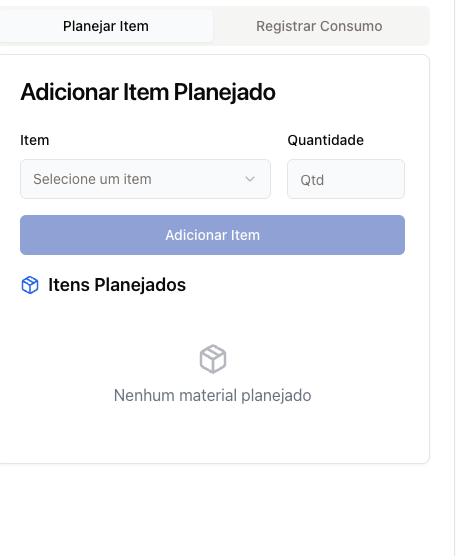 Planejar Item
Registrar Consumo
Adicionar Item Planejado
Item
Quantidade
Selecione um item
Qtd
Adicionar Item
Itens Planejados
Nenhum material planejado